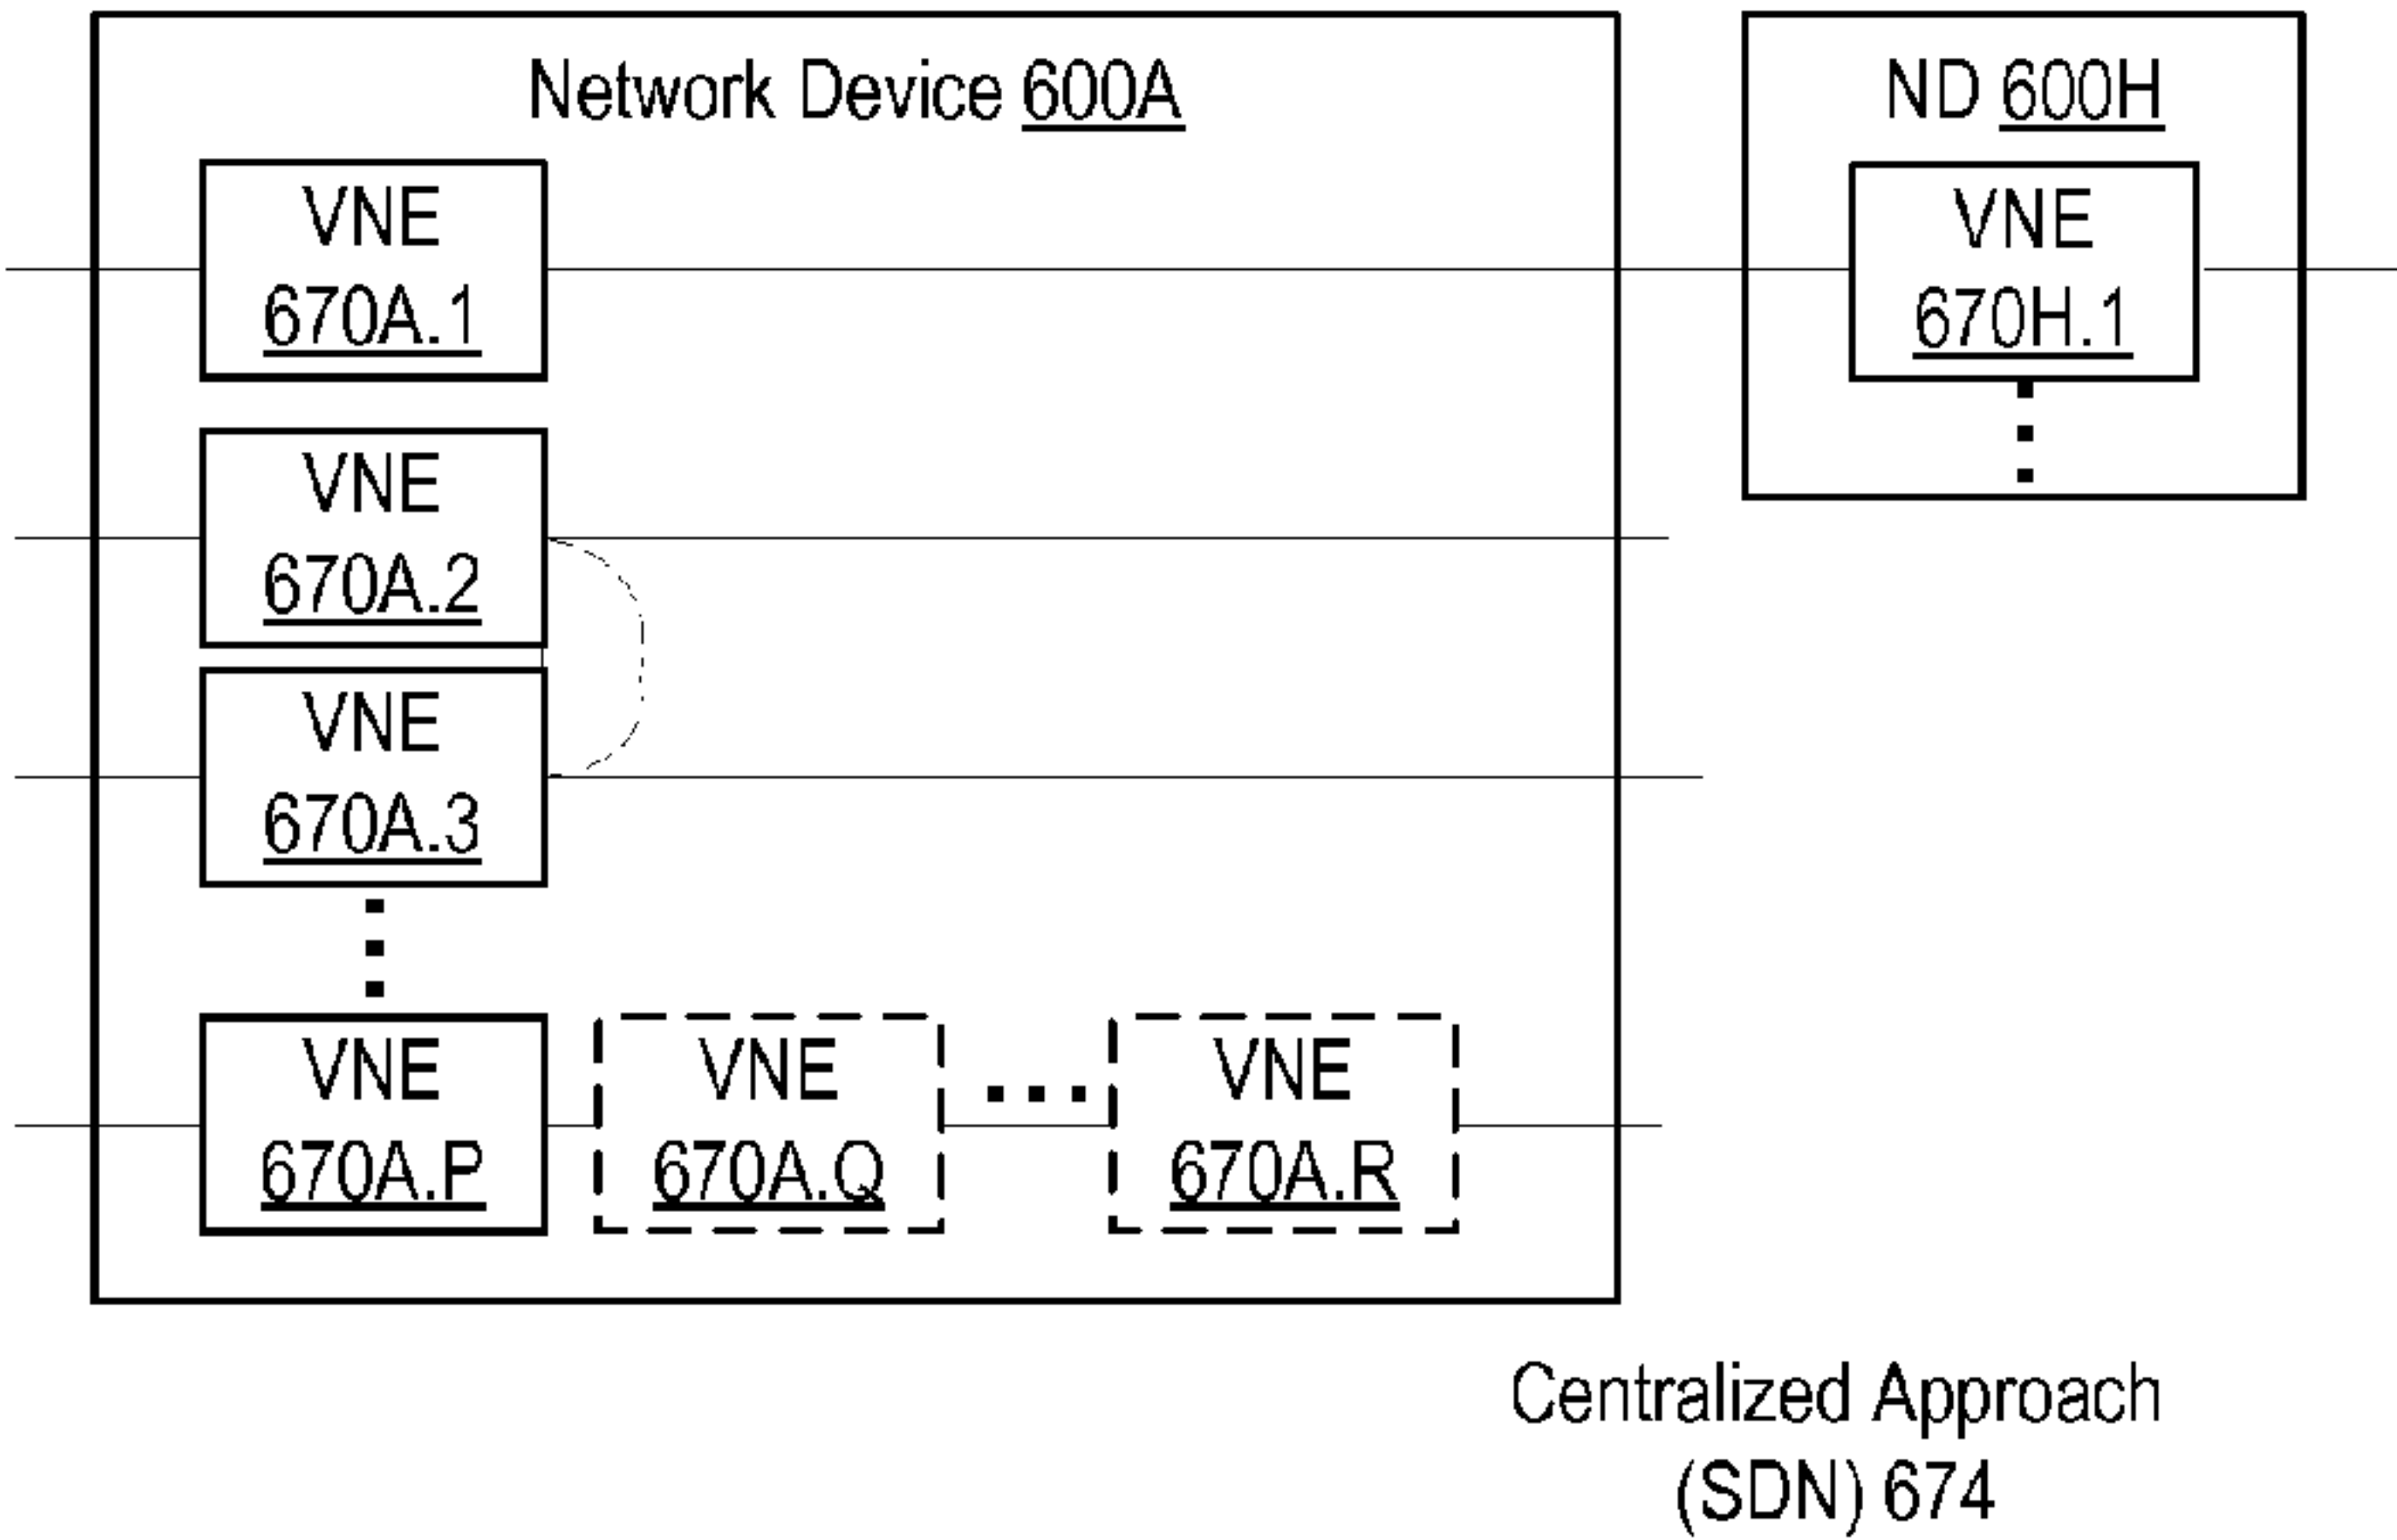 Network Device 600A
ND 600H
VNE
670A.1
VNE
670H.1
VNE
670A.2
VNE
670A.3
VNE
670A.P
VNE
670A.Q
VNE
670A.R
Centralized Approach
(SDN) 674